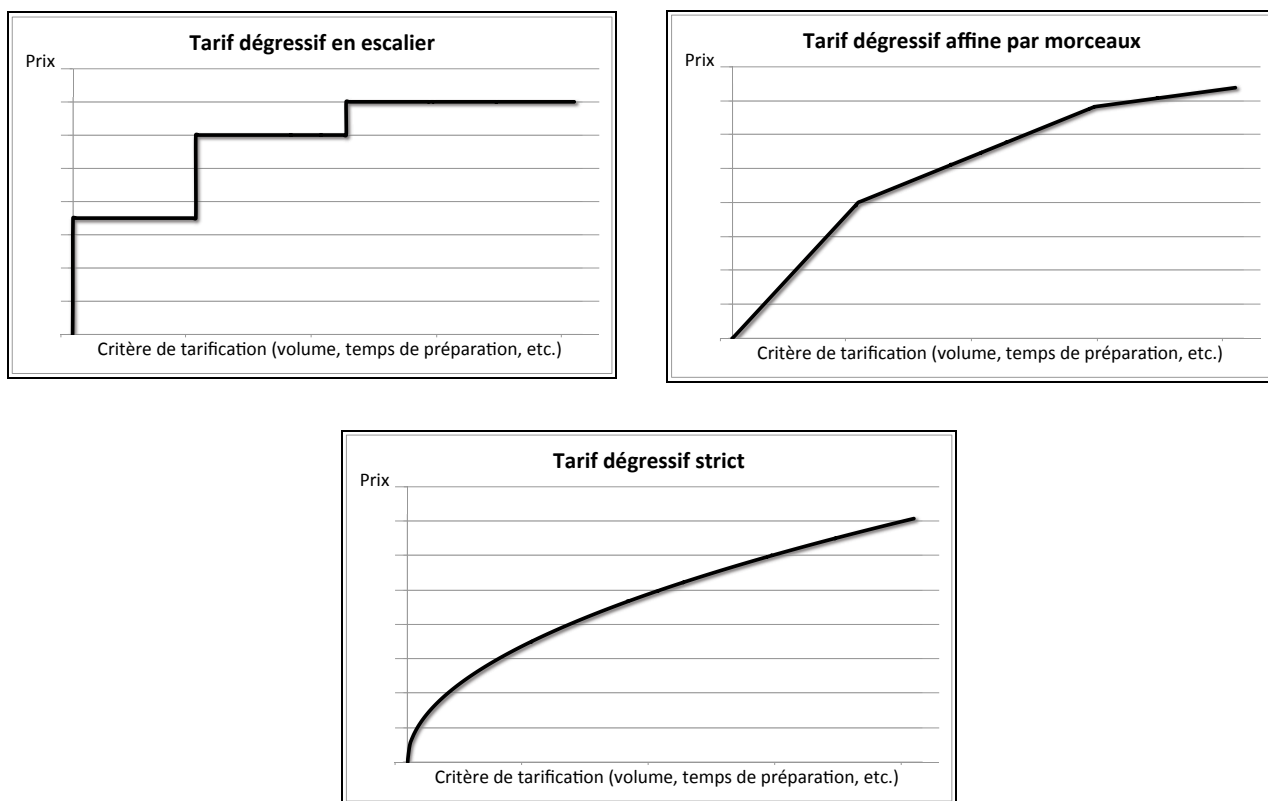 Tarif dégressif en escalier
Prix
Critère de tarification (volume, temps de préparation, etc.)
Tarif dégressif affine par morceaux
Prix
Critère de tarification (volume, temps de préparation, etc.)
Tarif dégressif strict
Prix
Critère de tarification (volume, temps de préparation, etc.)